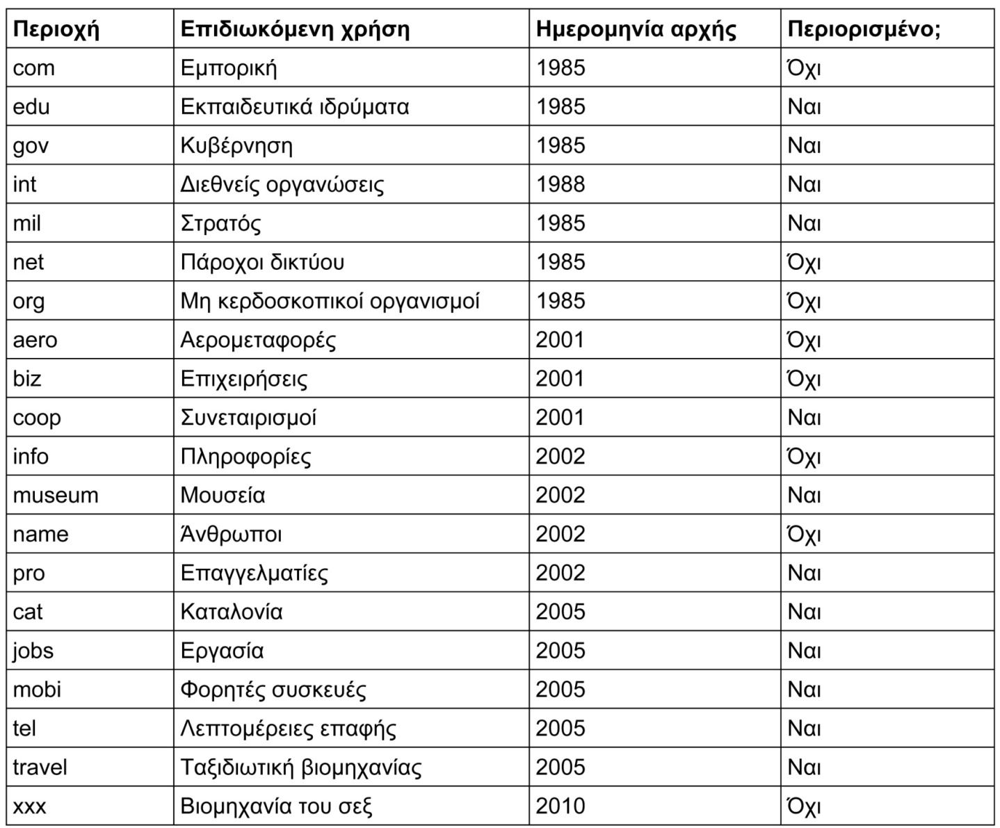 Περιοχή Επιδιωκόμενη χρήση Ημερομηνία αρχής Περιορισμένο;
com Εμπορική 1985 Όχι
edu Εκπαιδευτικά ιδρύματα 1985 Ναι
gov Κυβέρνηση 1985 Ναι
int Διεθνείς οργανώσεις 1988 Ναι
mil Στρατός 1985 Ναι
net Πάροχοι δικτύου 1985 Όχι
org Μη κερδοσκοπικοί οργανισμοί 1985 Όχι
aero Αερομεταφορές 2001 Όχι
biz Επιχειρήσεις 2001 Όχι
coop Συνεταιρισμοί 2001 Ναι
info Πληροφορίες 2002 Όχι
museum Μουσεία 2002 Ναι
name Άνθρωποι 2002 Όχι
pro Επαγγελματίες 2002 Ναι
cat Καταλονία 2005 Ναι
jobs Εργασία 2005 Ναι
mobi Φορητές συσκευές 2005 Ναι
tel Λεπτομέρειες επαφής 2005 Ναι
travel Ταξιδιωτική βιομηχανίας 2005 Ναι
xxx Βιομηχανία του σεξ 2010 Όχι